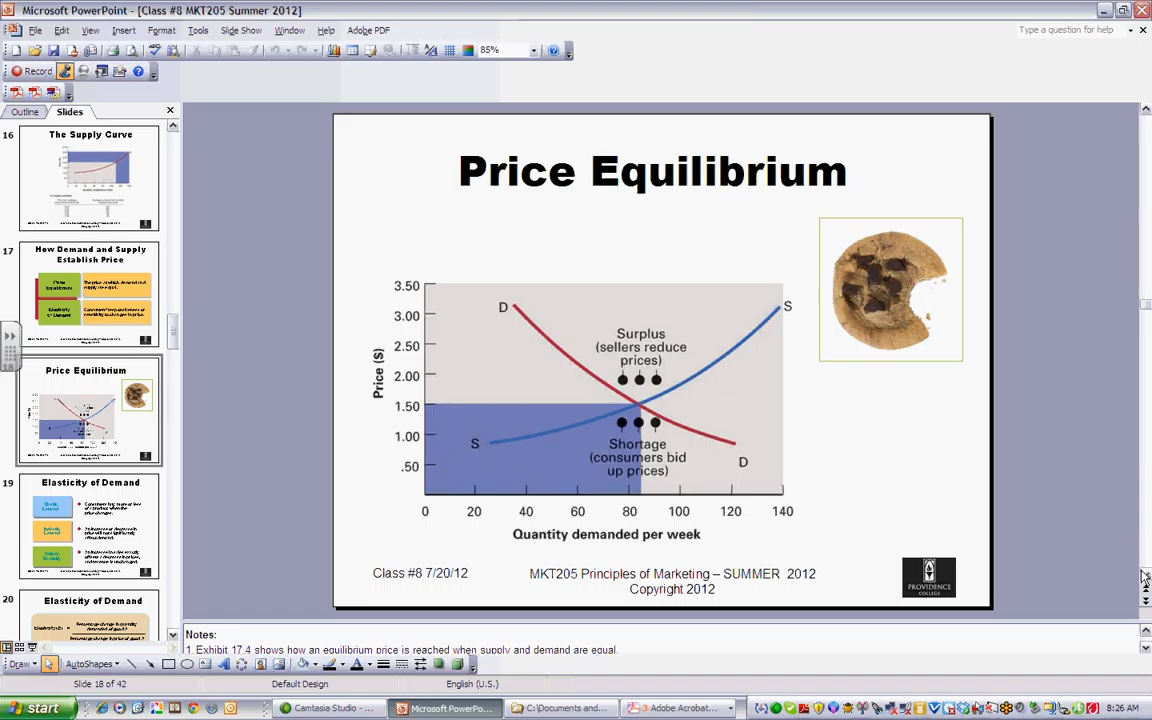 Microsoft PowerPoint - [Class #8 MKT205 Summer 2012]
File Edit View Insert Format Tools Slide Show Window Help Adobe PDF
Type a question for help
85%
Record
Outline Slides
16
The Supply Curve
17
How Demand and Supply
Establish Price
18
Price Equilibrium
19
Elasticity of Demand
20
Elasticity of Demand
Price Equilibrium
3.50
3.00
2.50
2.00
1.50
1.00
.50
Price ($)
D
S
Surplus
(sellers reduce
prices)
S
Shortage
(consumers bid
up prices)
D
0 20 40 60 80 100 120 140
Quantity demanded per week
Class #8 7/20/12
MKT205 Principles of Marketing – SUMMER 2012
Copyright 2012
PROVIDENCE
COLLEGE
Notes:
1. Exhibit 17.4 shows how an equilibrium price is reached when supply and demand are equal.
Draw AutoShapes
Slide 18 of 42 Default Design English (U.S.)
start
Camtasia Studio - ...
Microsoft PowerPo...
C:\Documents and...
3 Adobe Acrobat...
8:26 AM